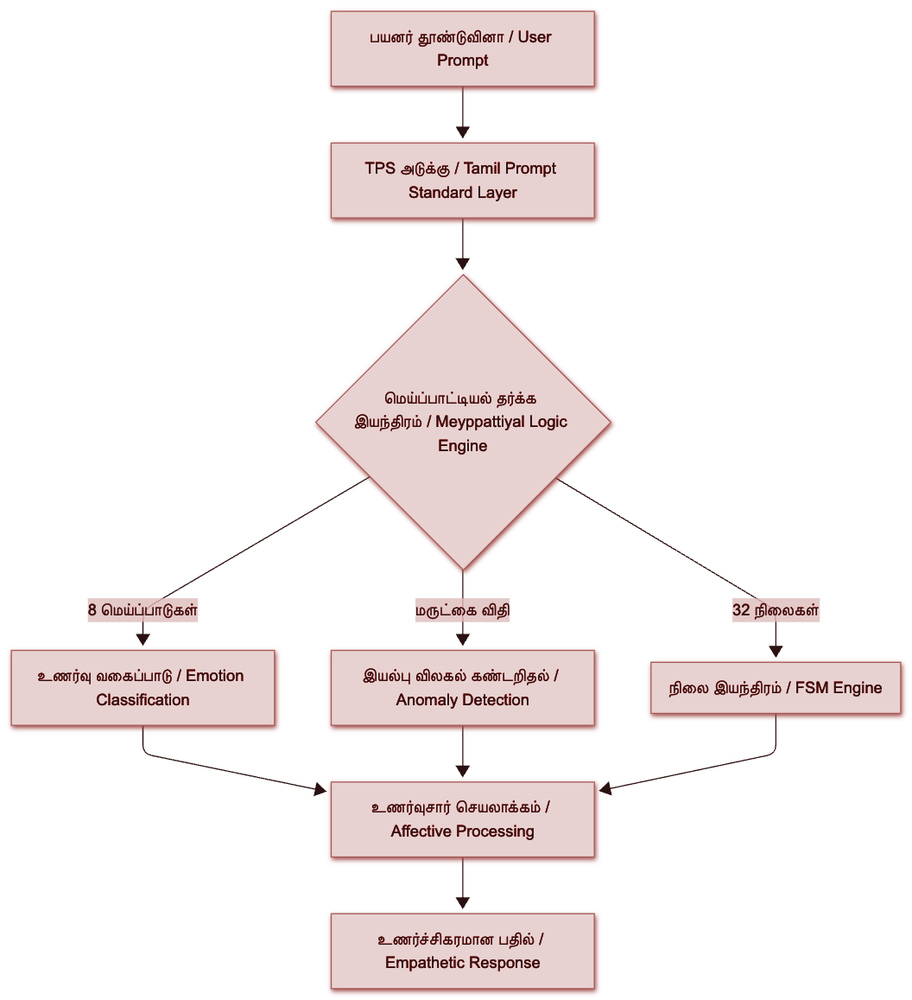 பயனர் தூண்டுவினா / User
Prompt
TPS அடுக்கு / Tamil Prompt
Standard Layer
மெய்ப்பாட்டியல் தர்க்க
இயந்திரம் / Meyppattiyal Logic
Engine
8 மெய்ப்பாடுகள்
மருட்கை விதி
32 நிலைகள்
உணர்வு வகைப்பாடு / Emotion
Classification
இயல்பு விலகல் கண்டறிதல் /
Anomaly Detection
நிலை இயந்திரம் / FSM Engine
உணர்வுசார் செயலாக்கம் /
Affective Processing
உணர்ச்சிகரமான பதில் /
Empathetic Response